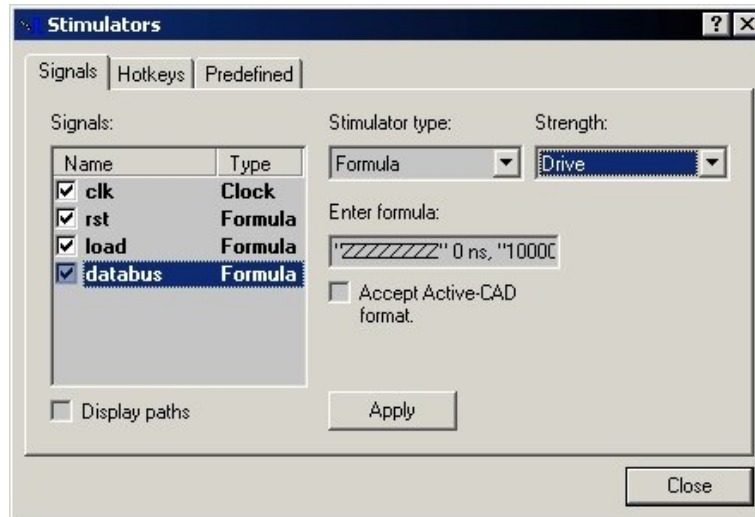 Stimulators
Signals Hotkeys Predefined
Signals:
Stimulator type:
Strength:
Name Type
clk Clock
rst Formula
load Formula
databus Formula
Formula
Drive
Enter formula:
"ZZZZZZZZ" 0 ns, "1000
Accept Active-CAD
format.
Display paths
Apply
Close